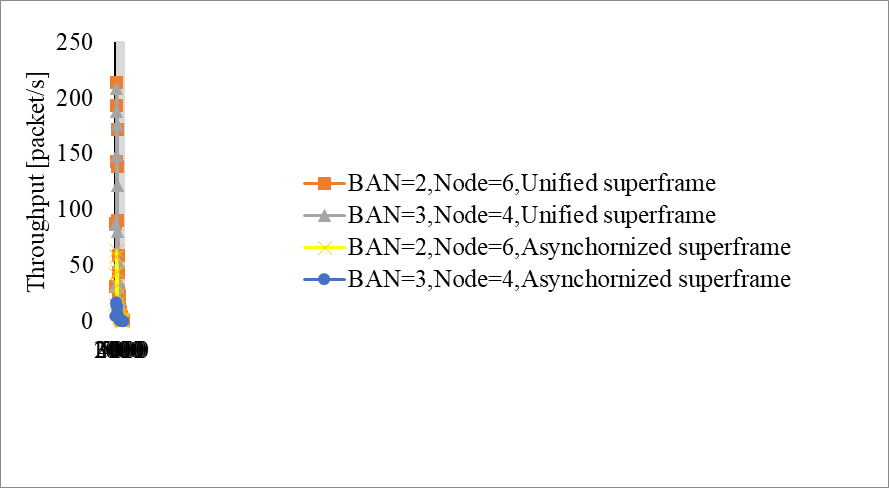 250
200
150
100
50
0
Throughput [packet/s]
BAN=2,Node=6,Unified superframe
BAN=3,Node=4,Unified superframe
BAN=2,Node=6,Asynchornized superframe
BAN=3,Node=4,Asynchornized superframe